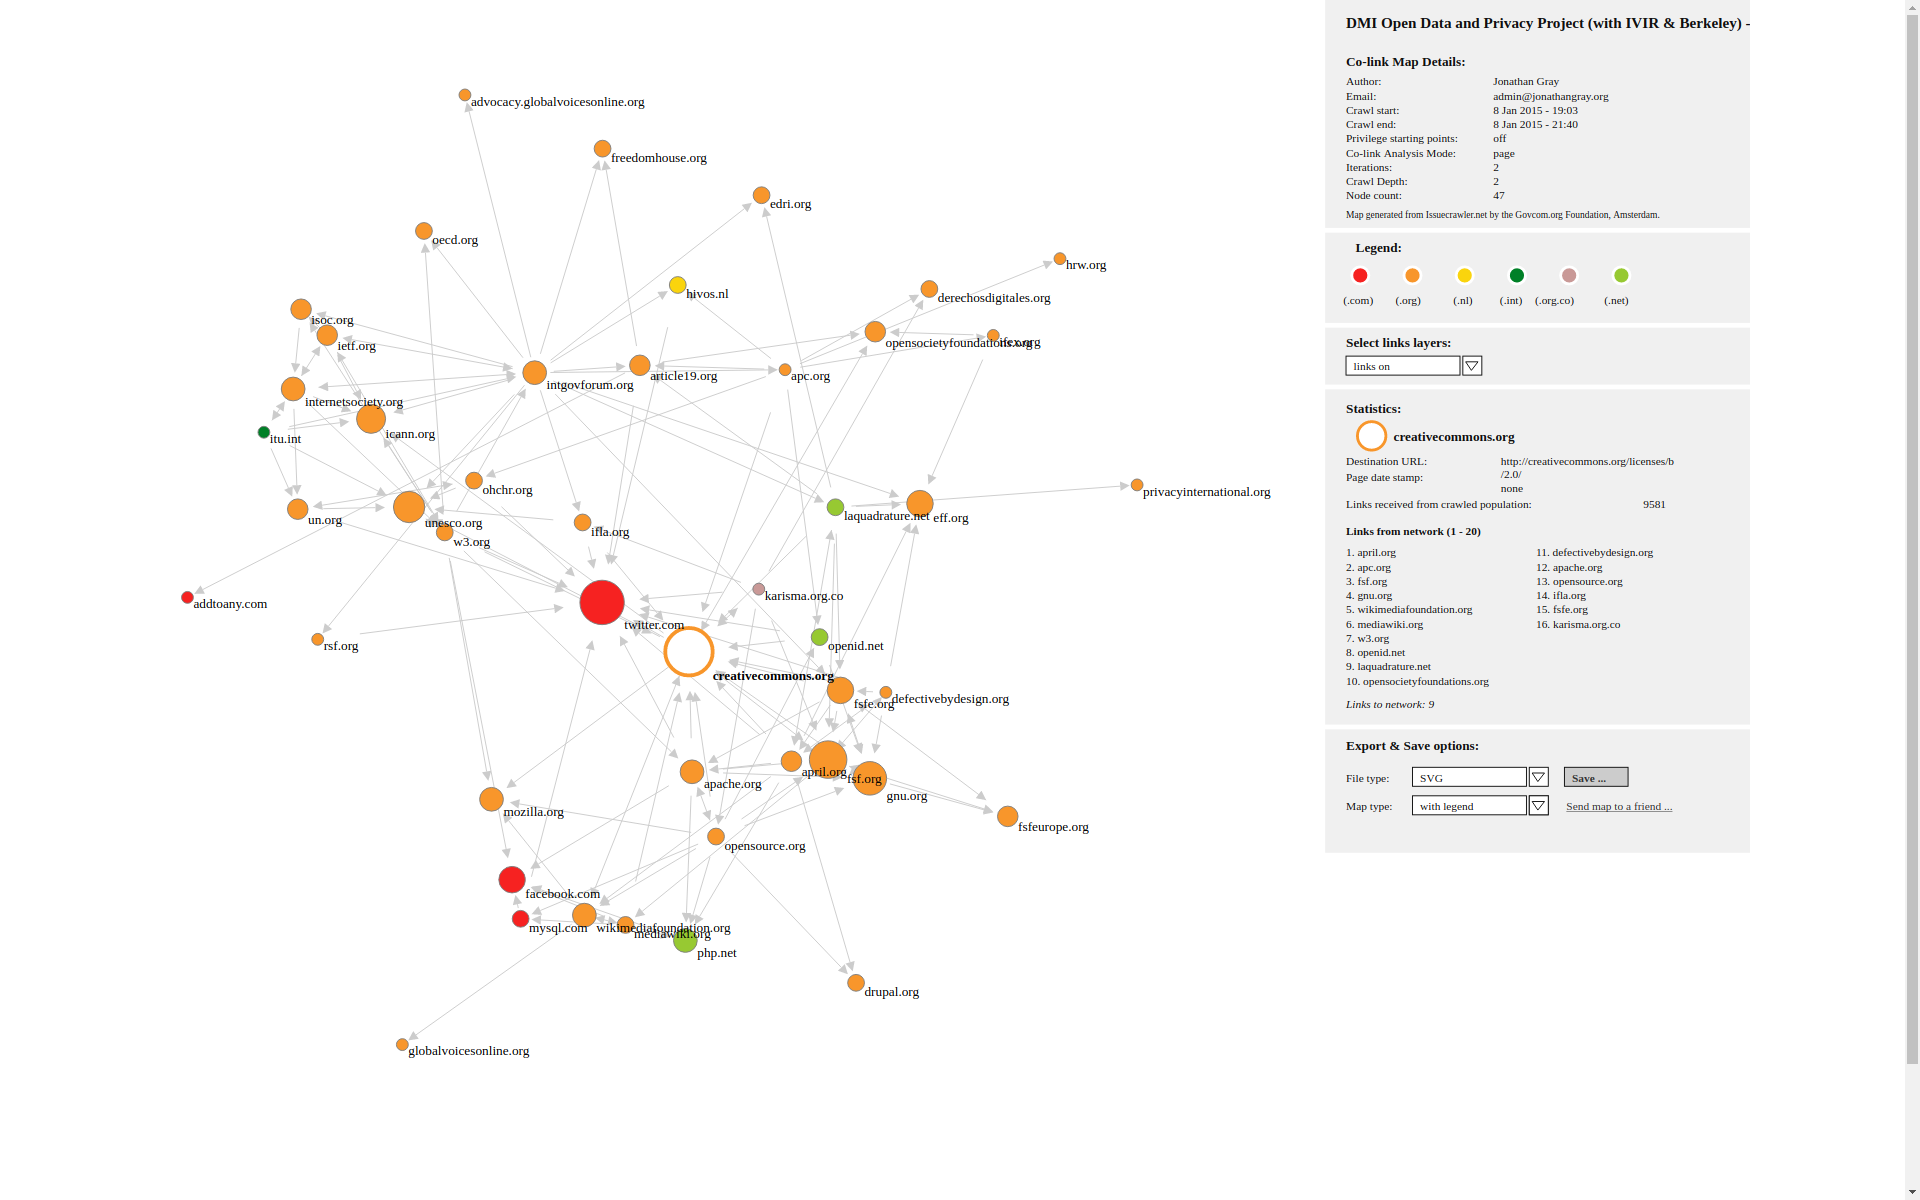 DMI Open Data and Privacy Project (with IVIR & Berkeley) -
Co-link Map Details:
Author: Jonathan Gray
Email: admin@jonathangray.org
Crawl start: 8 Jan 2015 - 19:03
Crawl end: 8 Jan 2015 - 21:40
Privilege starting points: off
Co-link Analysis Mode: page
Iterations: 2
Crawl Depth: 2
Node count: 47
Map generated from Issuecrawler.net by the Govcom.org Foundation, Amsterdam.
Legend:
(.com) (.org) (.nl) (.int) (.org.co) (.net)
Select links layers:
links on
Statistics:
creativecommons.org
Destination URL: http://creativecommons.org/licenses/b
/2.0/
Page date stamp: none
Links received from crawled population: 9581
Links from network (1 - 20)
1. april.org 11. defectivebydesign.org
2. apc.org 12. apache.org
3. fsf.org 13. opensource.org
4. gnu.org 14. ifla.org
5. wikimediafoundation.org 15. fsfe.org
6. mediawiki.org 16. karisma.org.co
7. w3.org
8. openid.net
9. laquadrature.net
10. opensocietyfoundations.org
Links to network: 9
Export & Save options:
File type: SVG Save ...
Map type: with legend Send map to a friend ...
advocacy.globalvoicesonline.org
freedomhouse.org
edri.org
oecd.org
hrw.org
hivos.nl
derechosdigitales.org
isoc.org
ietf.org
opensocietyfoundations.org
ifex.org
article19.org
apc.org
intgovforum.org
internetsociety.org
icann.org
itu.int
ohchr.org
privacyinternational.org
un.org
unesco.org
laquadrature.net
eff.org
ifla.org
w3.org
karisma.org.co
addtoany.com
twitter.com
rsf.org
openid.net
creativecommons.org
defectivebydesign.org
fsfe.org
april.org
fsf.org
apache.org
gnu.org
mozilla.org
fsfeurope.org
opensource.org
facebook.com
mysql.com
wikimediafoundation.org
mediawiki.org
php.net
drupal.org
globalvoicesonline.org